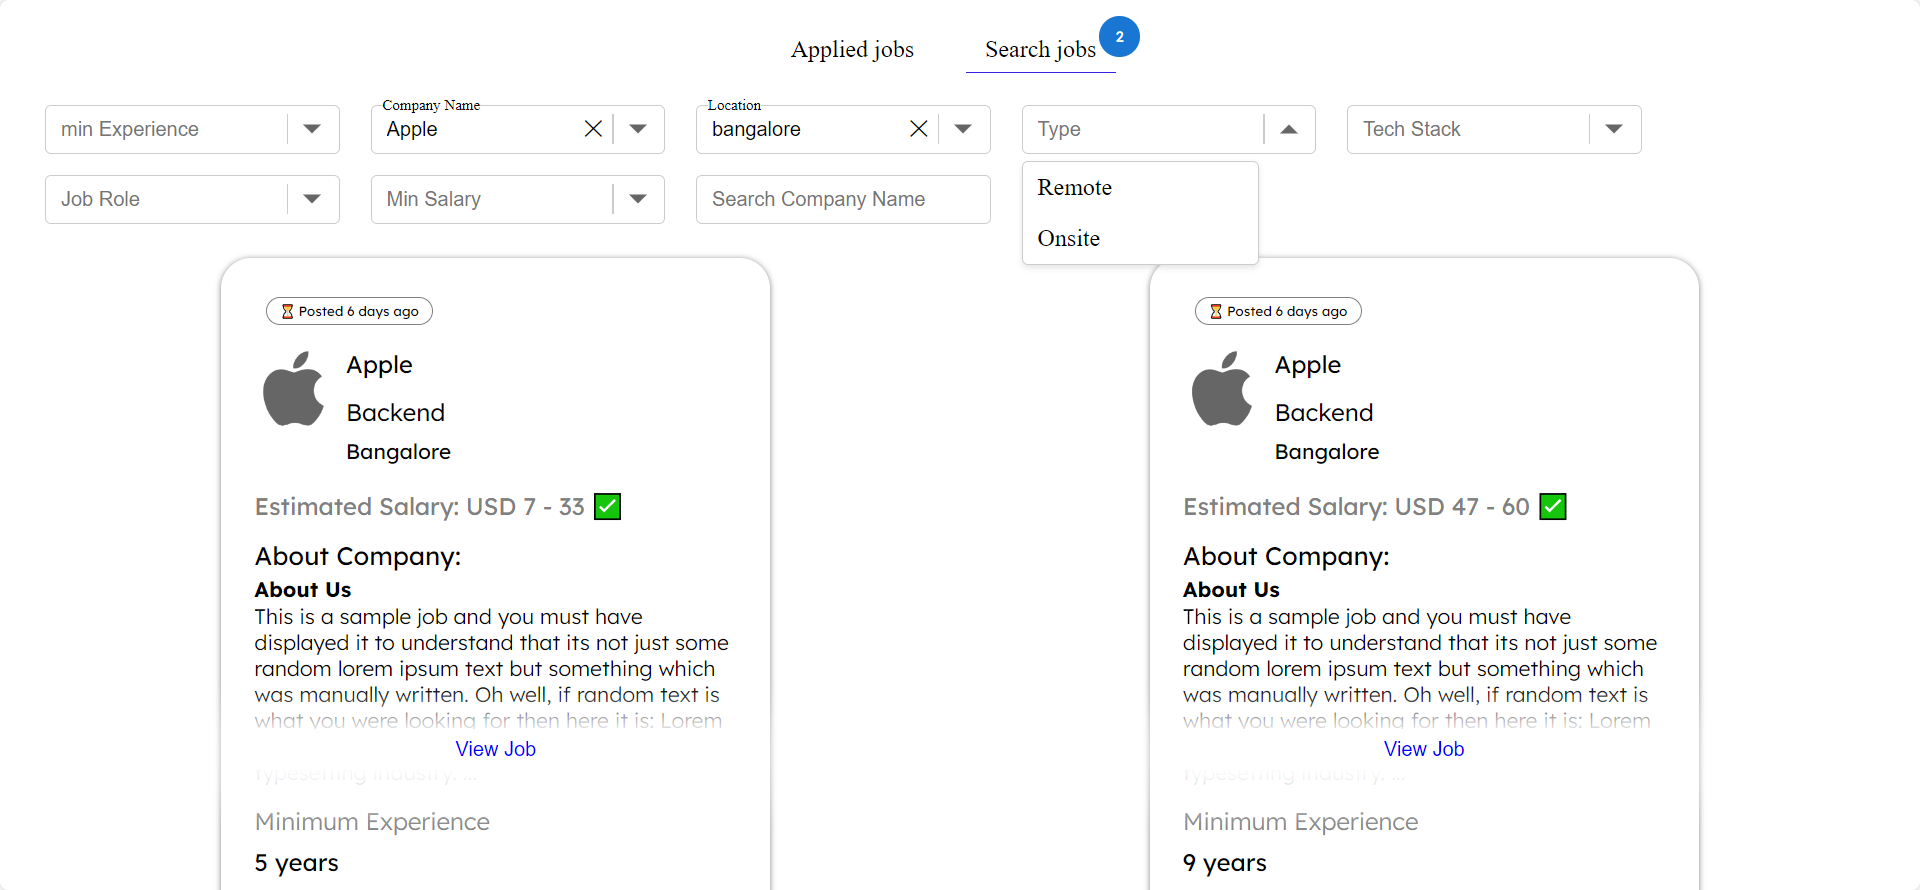 Applied jobs
Search jobs
2
min Experience
Company Name
Apple
Location
bangalore
Type
Tech Stack
Job Role
Min Salary
Search Company Name
Remote
Onsite
⏳ Posted 6 days ago
Apple
Backend
Bangalore
Estimated Salary: USD 7 - 33 ✅
About Company:
About Us
This is a sample job and you must have
displayed it to understand that its not just some
random lorem ipsum text but something which
was manually written. Oh well, if random text is
what you were looking for then here it is: Lorem
View Job
Typesetting industry. ...
Minimum Experience
5 years
⏳ Posted 6 days ago
Apple
Backend
Bangalore
Estimated Salary: USD 47 - 60 ✅
About Company:
About Us
This is a sample job and you must have
displayed it to understand that its not just some
random lorem ipsum text but something which
was manually written. Oh well, if random text is
what you were looking for then here it is: Lorem
View Job
Typesetting industry. ...
Minimum Experience
9 years